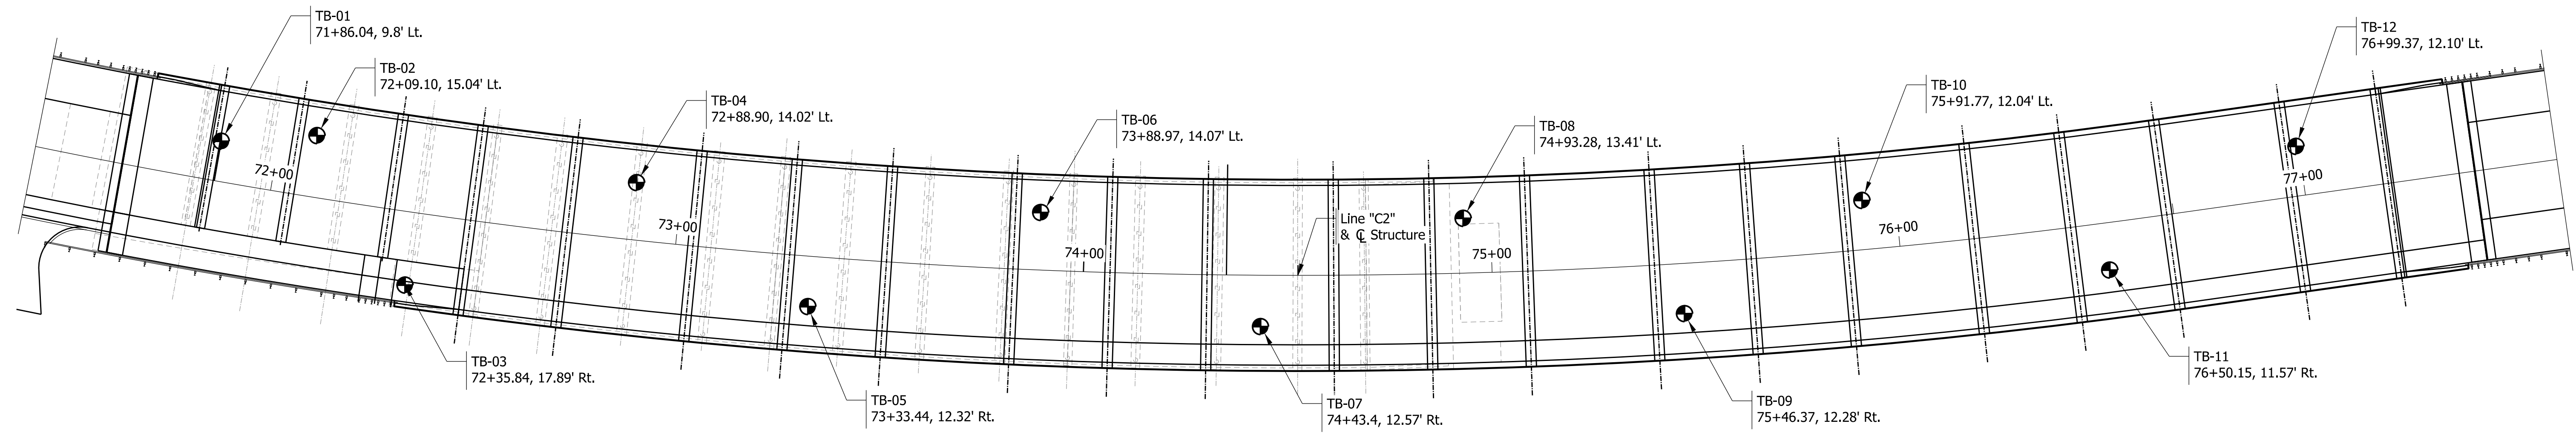 TB-01
71+86.04, 9.8' Lt.
TB-02
72+09.10, 15.04' Lt.
TB-04
72+88.90, 14.02' Lt.
TB-06
73+88.97, 14.07' Lt.
TB-08
74+93.28, 13.41' Lt.
TB-10
75+91.77, 12.04' Lt.
TB-12
76+99.37, 12.10' Lt.
72+00
73+00
74+00
Line "C2"
& ℄ Structure
75+00
76+00
77+00
TB-03
72+35.84, 17.89' Rt.
TB-05
73+33.44, 12.32' Rt.
TB-07
74+43.4, 12.57' Rt.
TB-09
75+46.37, 12.28' Rt.
TB-11
76+50.15, 11.57' Rt.